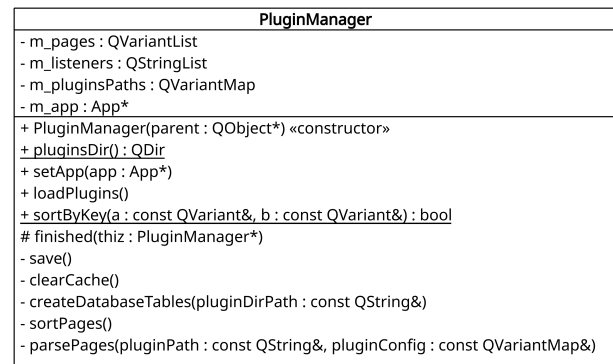 PluginManager
- m_pages : QVariantList
- m_listeners : QStringList
- m_pluginsPaths : QVariantMap
- m_app : App*
+ PluginManager(parent : QObject*) «constructor»
+ pluginsDir() : QDir
+ setApp(app : App*)
+ loadPlugins()
+ sortByKey(a : const QVariant&, b : const QVariant&) : bool
# finished(thiz : PluginManager*)
- save()
- clearCache()
- createDatabaseTables(pluginDirPath : const QString&)
- sortPages()
- parsePages(pluginPath : const QString&, pluginConfig : const QVariantMap&)